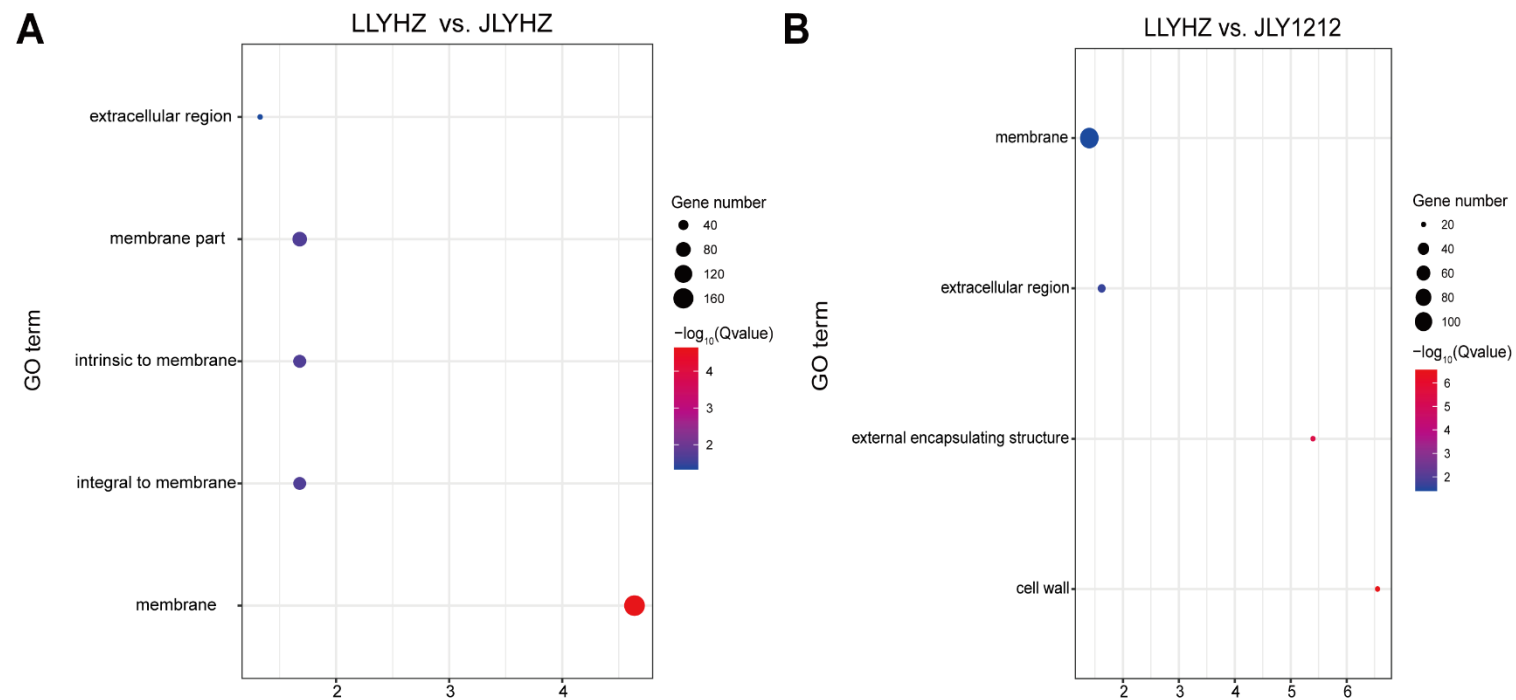 A
LLYHZ vs. JLYHZ
GO term
extracellular region
membrane part
intrinsic to membrane
integral to membrane
membrane
2
3
4
Gene number
40
80
120
160
−log10(Qvalue)
4
3
2
B
LLYHZ vs. JLY1212
GO term
membrane
extracellular region
external encapsulating structure
cell wall
2
3
4
5
6
Gene number
20
40
60
80
100
−log10(Qvalue)
6
5
4
3
2